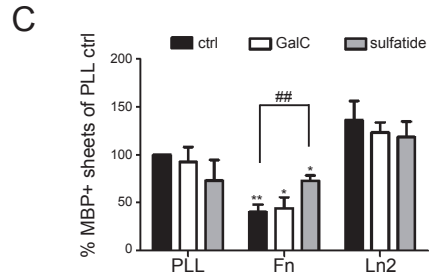 C
ctrl GalC sulfatide
% MBP+ sheets of PLL ctrl
200
150
100
50
0
##
** * *
PLL Fn Ln2